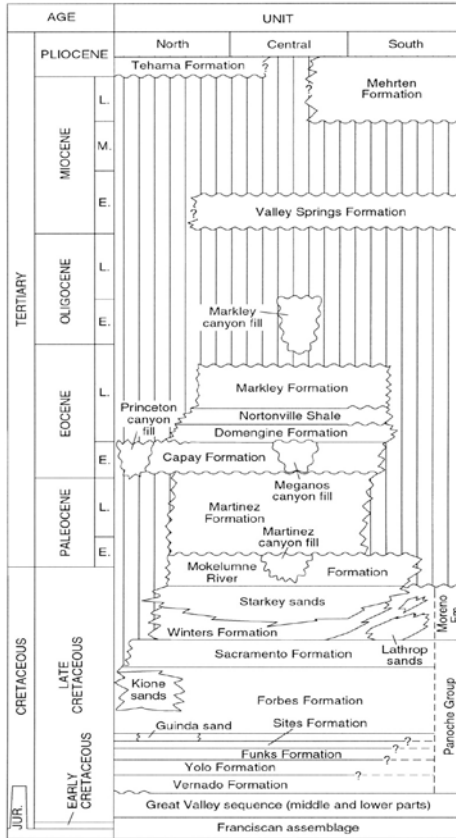 AGE
UNIT
PLIOCENE
North
Central
South
Tehama Formation
?
?
Mehrten
Formation
TERTIARY
MIOCENE
L.
M.
E.
?
Valley Springs Formation
OLIGOCENE
L.
E.
Markley
canyon fill
EOCENE
L.
E.
Markley Formation
Princeton
canyon
fill
Nortonville Shale
Domengine Formation
Capay Formation
Meganos
canyon fill
PALEOCENE
L.
E.
Martinez
Formation
Martinez
canyon fill
Mokelumne
River
Formation
CRETACEOUS
LATE
CRETACEOUS
Starkey sands
Moreno
Fm.
Winters Formation
Lathrop
sands
Sacramento Formation
Kione
sands
Forbes Formation
Panoche Group
Guinda sand
Sites Formation
?
Funks Formation
?
Yolo Formation
?
Vernado Formation
EARLY
CRETACEOUS
JUR.
Great Valley sequence (middle and lower parts)
Franciscan assemblage